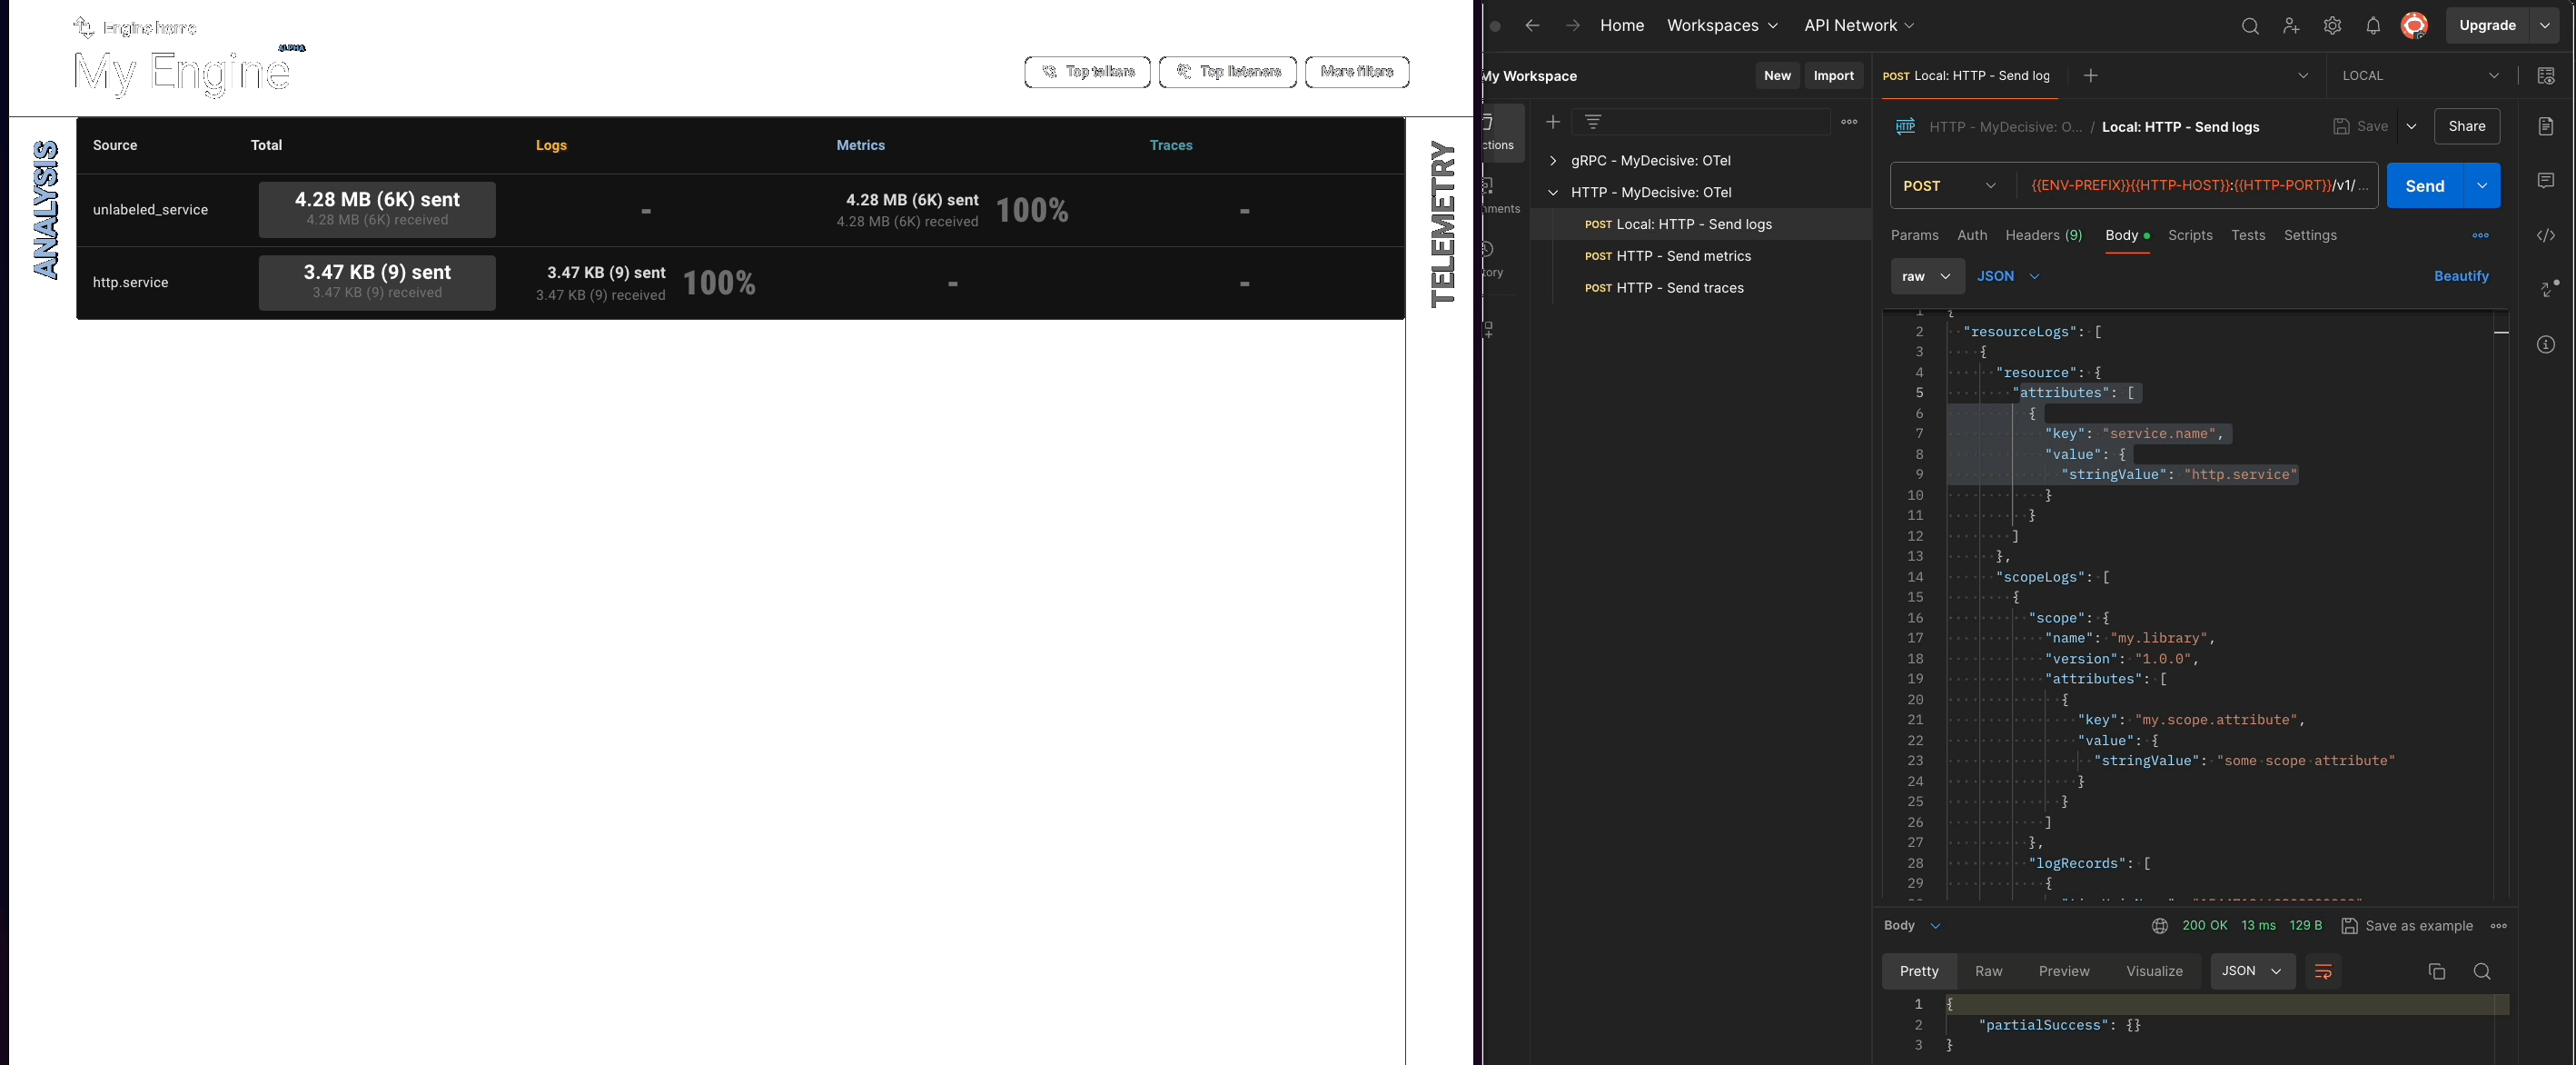 Engine home
My Engine ALPHA
Top talkers
Top listeners
More filters
ANALYSIS
Source Total Logs Metrics Traces
unlabeled_service 4.28 MB (6K) sent - 4.28 MB (6K) sent 100% -
4.28 MB (6K) received 4.28 MB (6K) received
http.service 3.47 KB (9) sent 3.47 KB (9) sent 100% - -
3.47 KB (9) received 3.47 KB (9) received
TELEMETRY
Home Workspaces API Network Upgrade
My Workspace New Import
ctions
nments
tory
gRPC - MyDecisive: OTel
HTTP - MyDecisive: OTel
POST Local: HTTP - Send logs
POST HTTP - Send metrics
POST HTTP - Send traces
POST Local: HTTP - Send log LOCAL
HTTP HTTP - MyDecisive: O... / Local: HTTP - Send logs Save Share
POST {{ENV-PREFIX}}{{HTTP-HOST}}:{{HTTP-PORT}}/v1/ ... Send
Params Auth Headers (9) Body Scripts Tests Settings
raw JSON Beautify
1 {
2 "resourceLogs": [
3 {
4 "resource": {
5 "attributes": [
6 {
7 "key": "service.name",
8 "value": {
9 "stringValue": "http.service"
10 }
11 }
12 ]
13 },
14 "scopeLogs": [
15 {
16 "scope": {
17 "name": "my.library",
18 "version": "1.0.0",
19 "attributes": [
20 {
21 "key": "my.scope.attribute",
22 "value": {
23 "stringValue": "some scope attribute"
24 }
25 }
26 ]
27 },
28 "logRecords": [
29 {
Body 200 OK 13 ms 129 B Save as example
Pretty Raw Preview Visualize JSON
1 {
2 "partialSuccess": {}
3 }